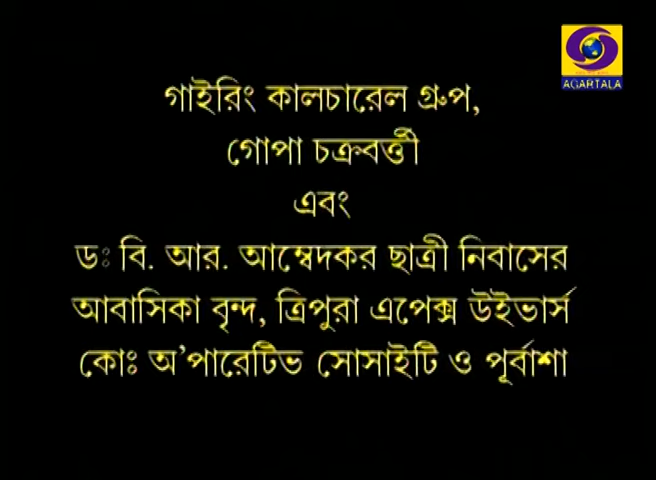 AGARTALA
গাইরিং কালচারেল গ্রুপ,
গোপা চক্রবর্ত্তী
এবং
ডঃ বি. আর. আম্বেদকর ছাত্রী নিবাসের
আবাসিকা বৃন্দ, ত্রিপুরা এপেক্স উইভার্স
কোঃ অ'পারেটিভ সোসাইটি ও পূর্বাশা